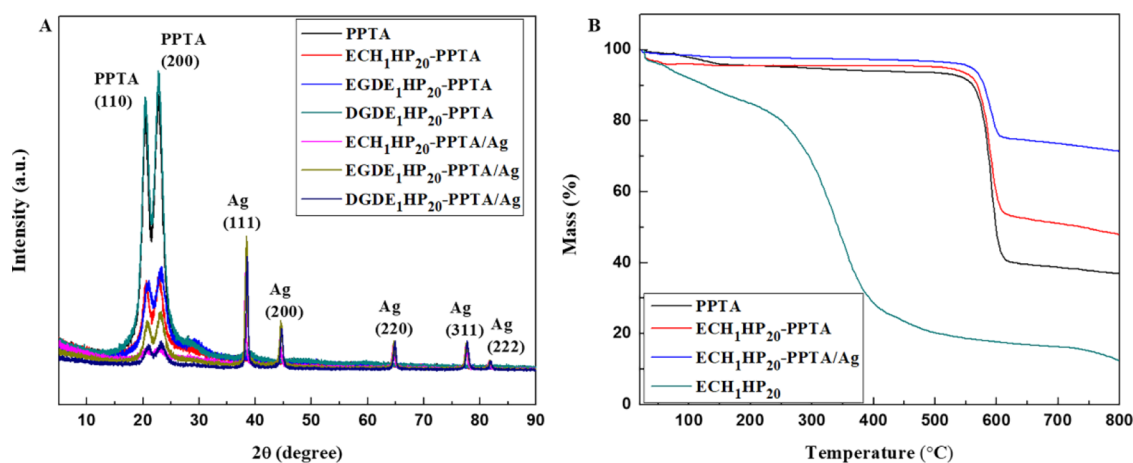 A
PPTA
(110)
PPTA
(200)
Ag
(111)
Ag
(200)
Ag
(220)
Ag
(311)
Ag
(222)
PPTA
ECH1HP20-PPTA
EGDE1HP20-PPTA
DGDE1HP20-PPTA
ECH1HP20-PPTA/Ag
EGDE1HP20-PPTA/Ag
DGDE1HP20-PPTA/Ag
Intensity (a.u.)
10 20 30 40 50 60 70 80 90
2θ (degree)
B
100
80
60
40
20
0
Mass (%)
PPTA
ECH1HP20-PPTA
ECH1HP20-PPTA/Ag
ECH1HP20
100 200 300 400 500 600 700 800
Temperature (°C)